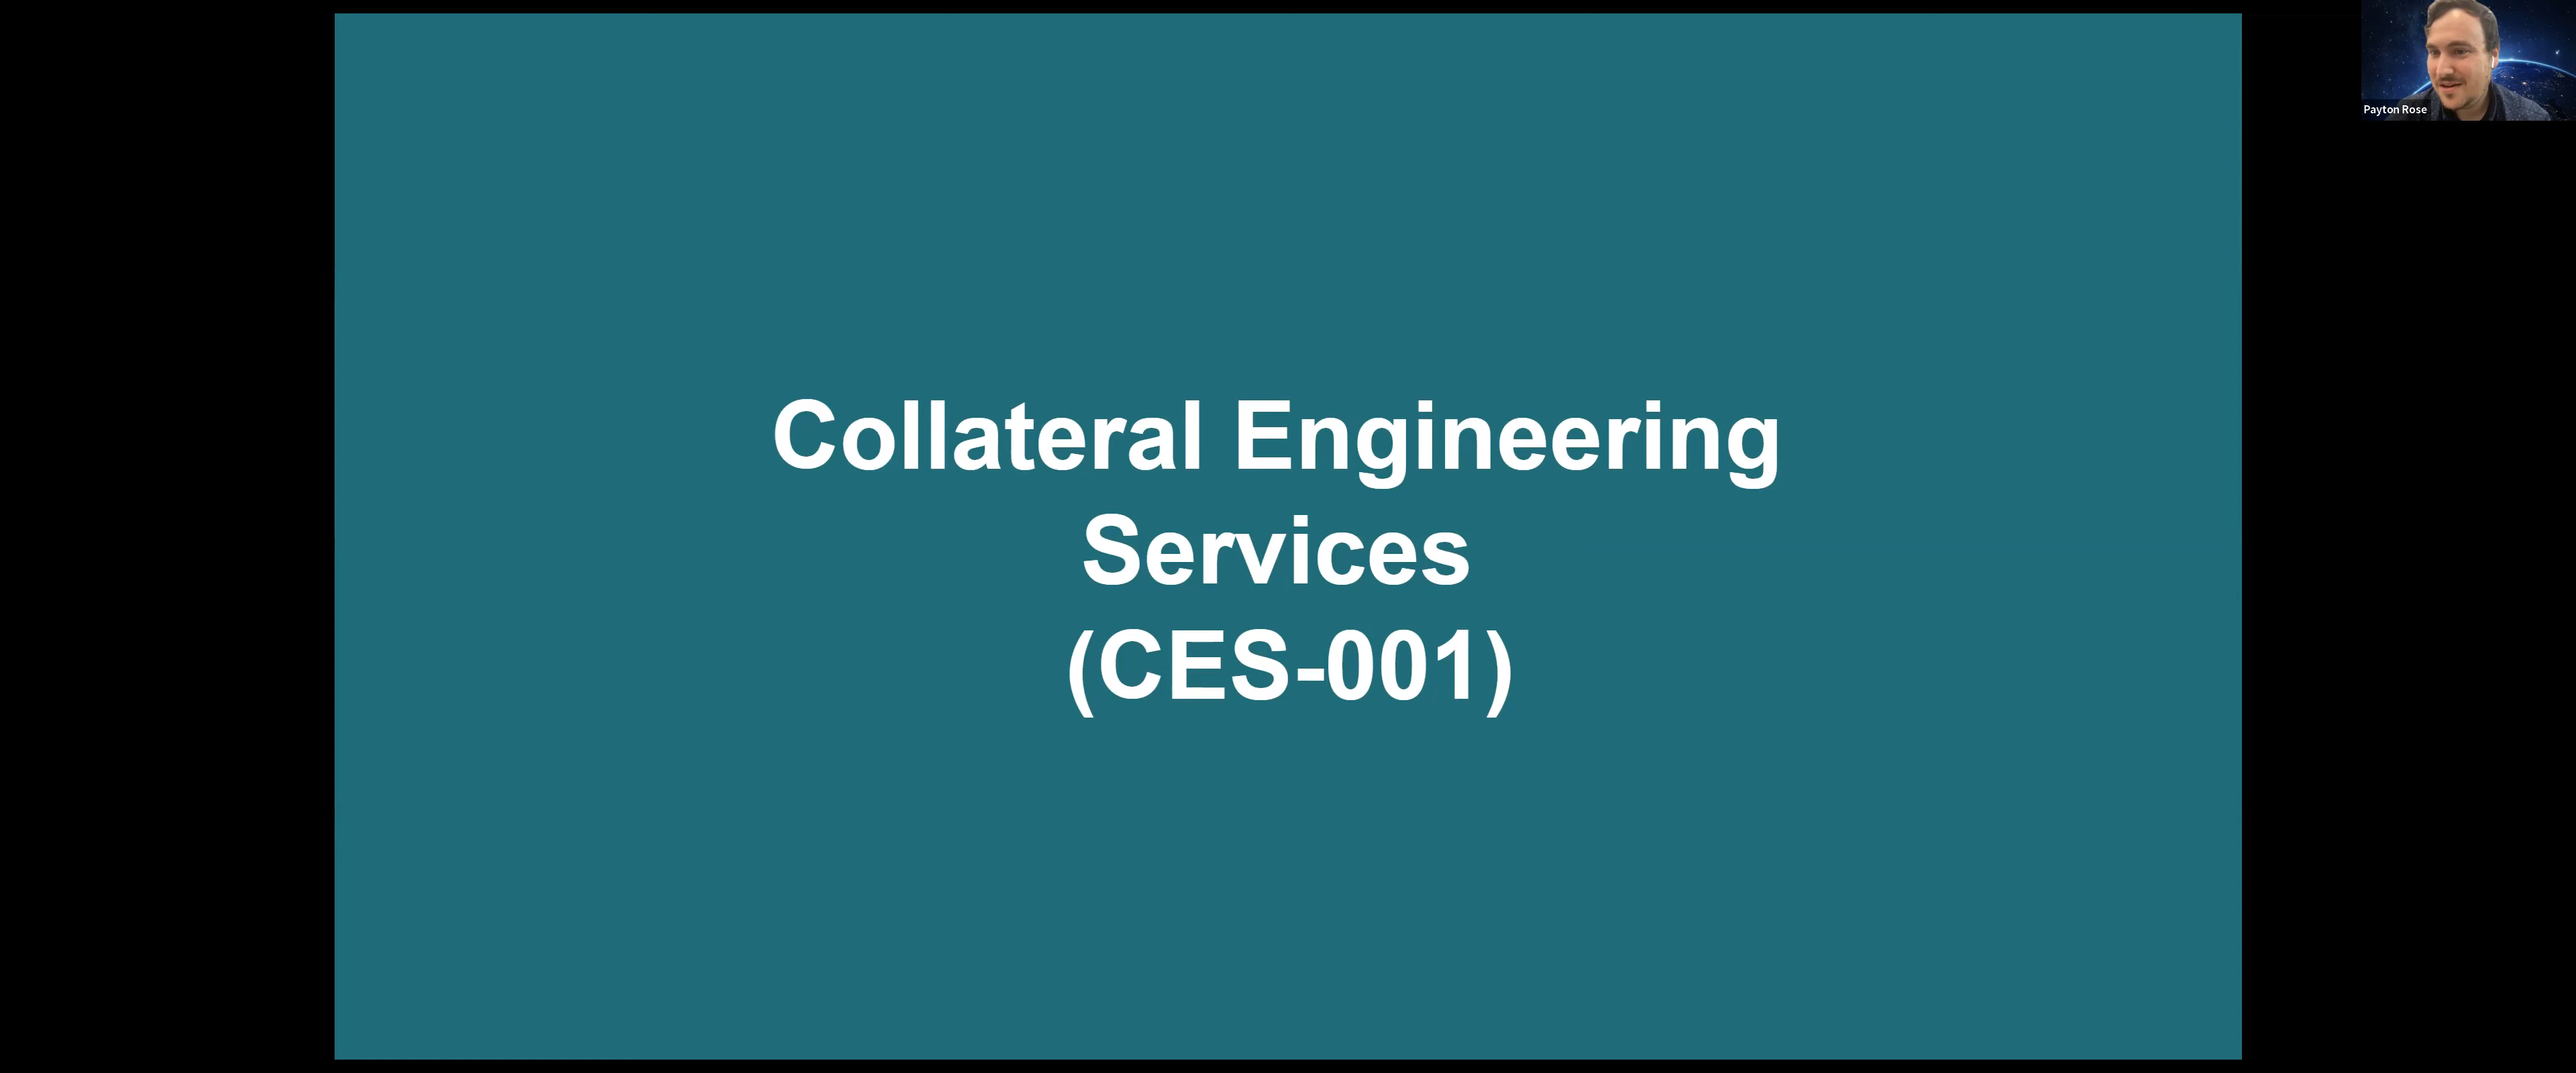 Collateral Engineering
Services
(CES-001)
Payton Rose